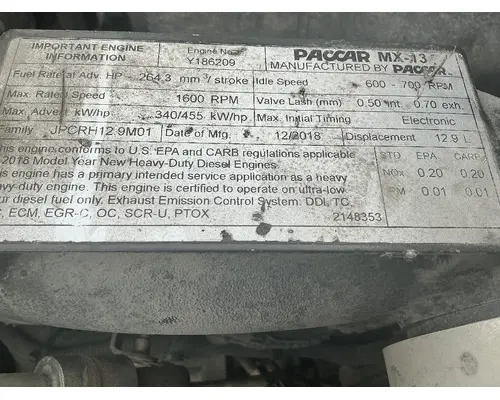 IMPORTANT ENGINE INFORMATION
Engine No.
Y186209
PACCAR MX-13
MANUFACTURED BY PACCAR
Fuel Rate at Adv. HP 264.3 mm³/stroke Idle Speed 600 - 700 RPM
Max. Rated Speed 1600 RPM Valve Lash (mm) 0.50 int. 0.70 exh.
Max. Advert kW/hp 340/455 kW/hp Initial Timing Electronic
Family JPCRH12.9M01 Date of Mfg. 12/2018 Displacement 12.9 L
This engine conforms to U.S. EPA and CARB regulations applicable
2018 Model Year New Heavy-Duty Diesel Engines.
This engine has a primary intended service application as a heavy
heavy-duty engine. This engine is certified to operate on ultra-low
diesel fuel only. Exhaust Emission Control System: DDI, TC,
ECM, EGR-C, OC, SCR-U, PTOX
STD EPA CARB
NOx 0.20 0.20
PM 0.01 0.01
2148353